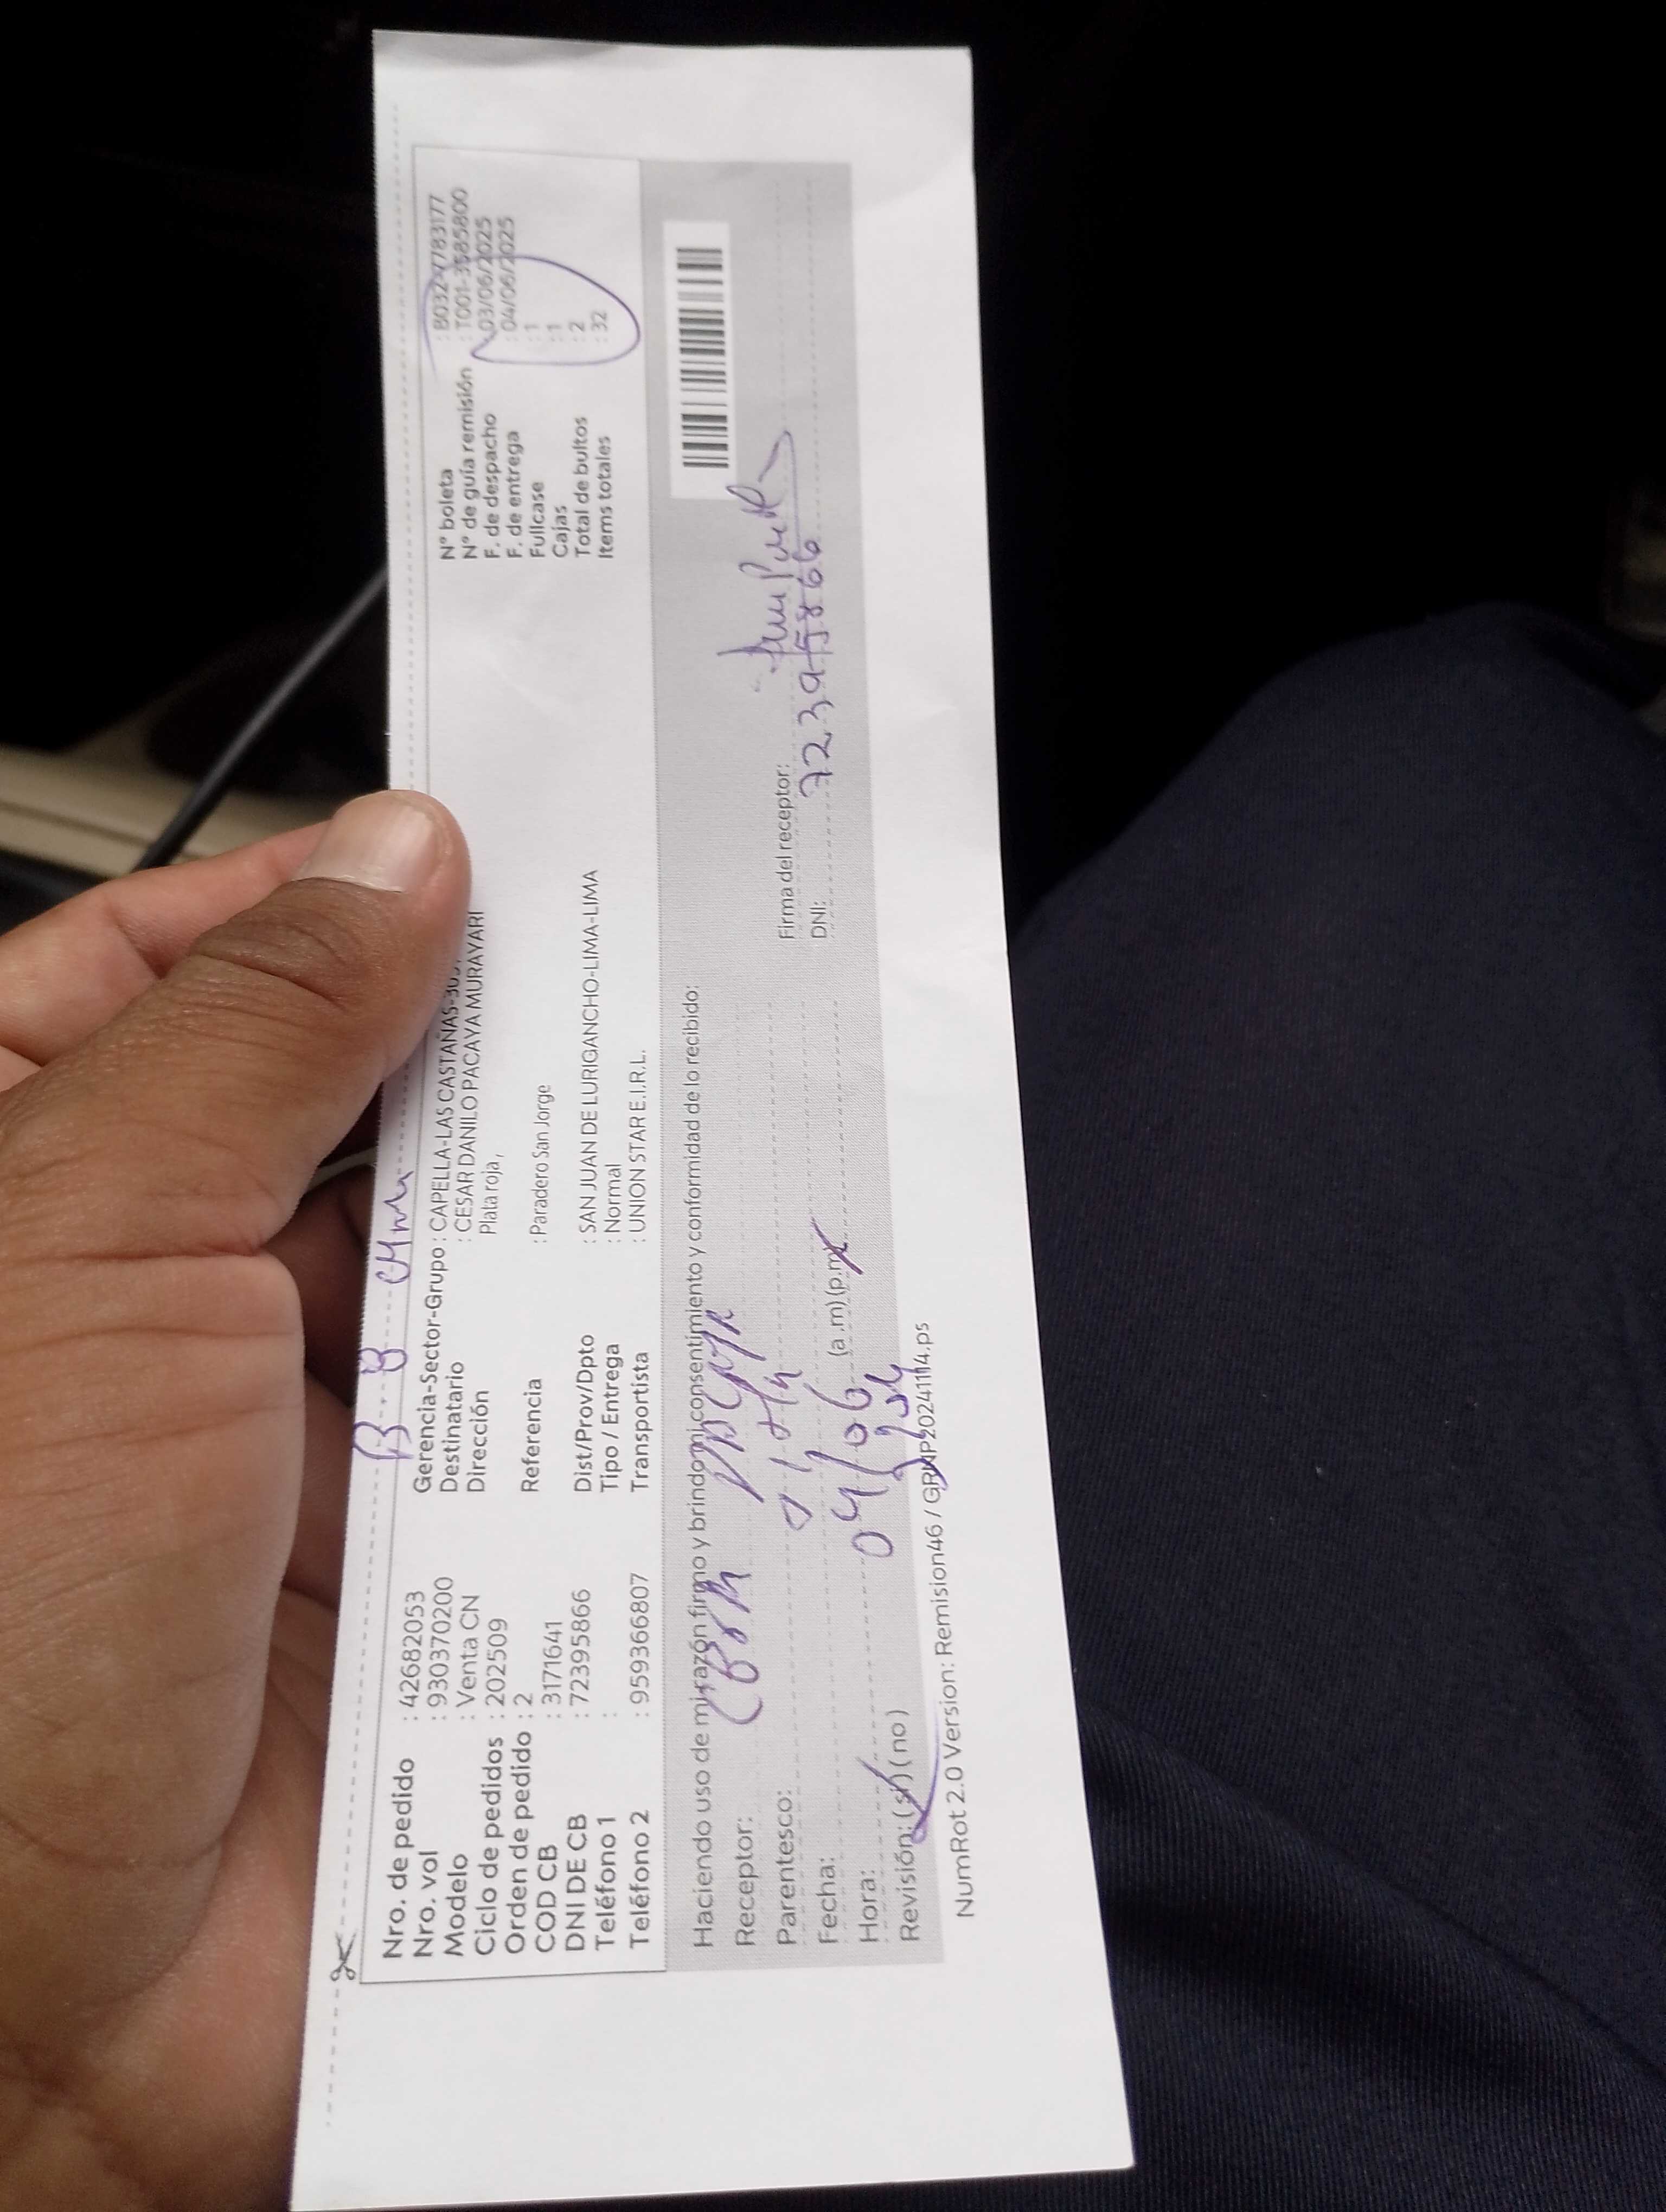 Nro. de pedido : 42682053
Nro. vol : 930370200
Modelo : Venta CN
Ciclo de pedidos : 202509
Orden de pedido : 2
COD CB : 3171641
DNI DE CB : 72395866
Teléfono 1 :
Teléfono 2 : 959366807
Gerencia-Sector-Grupo : CAPELLA-LAS CASTAÑAS-
Destinatario : CESAR DANILO PACAYA MURAYARI
Dirección Plata roja,
Referencia : Paradero San Jorge
Dist/Prov/Dpto : SAN JUAN DE LURIGANCHO-LIMA-LIMA
Tipo / Entrega : Normal
Transportista : UNION STAR E.I.R.L.
N° boleta : B032-7783177
N° de guía remisión : T001-3585800
F. de despacho : 03/06/2025
F. de entrega : 04/06/2025
Fullcase : 1
Cajas : 1
Total de bultos : 2
Items totales : 32
Haciendo uso de mi razón firmo y brindo mi consentimiento y conformidad de lo recibido:
Receptor:
Parentesco:
Fecha: 04/06
Hora: (a.m) (p.m)
Revisión: (si) (no)
Firma del receptor:
DNI: 72395866
NumRot 2.0 Version: Remision46 / GRNP20241114.ps